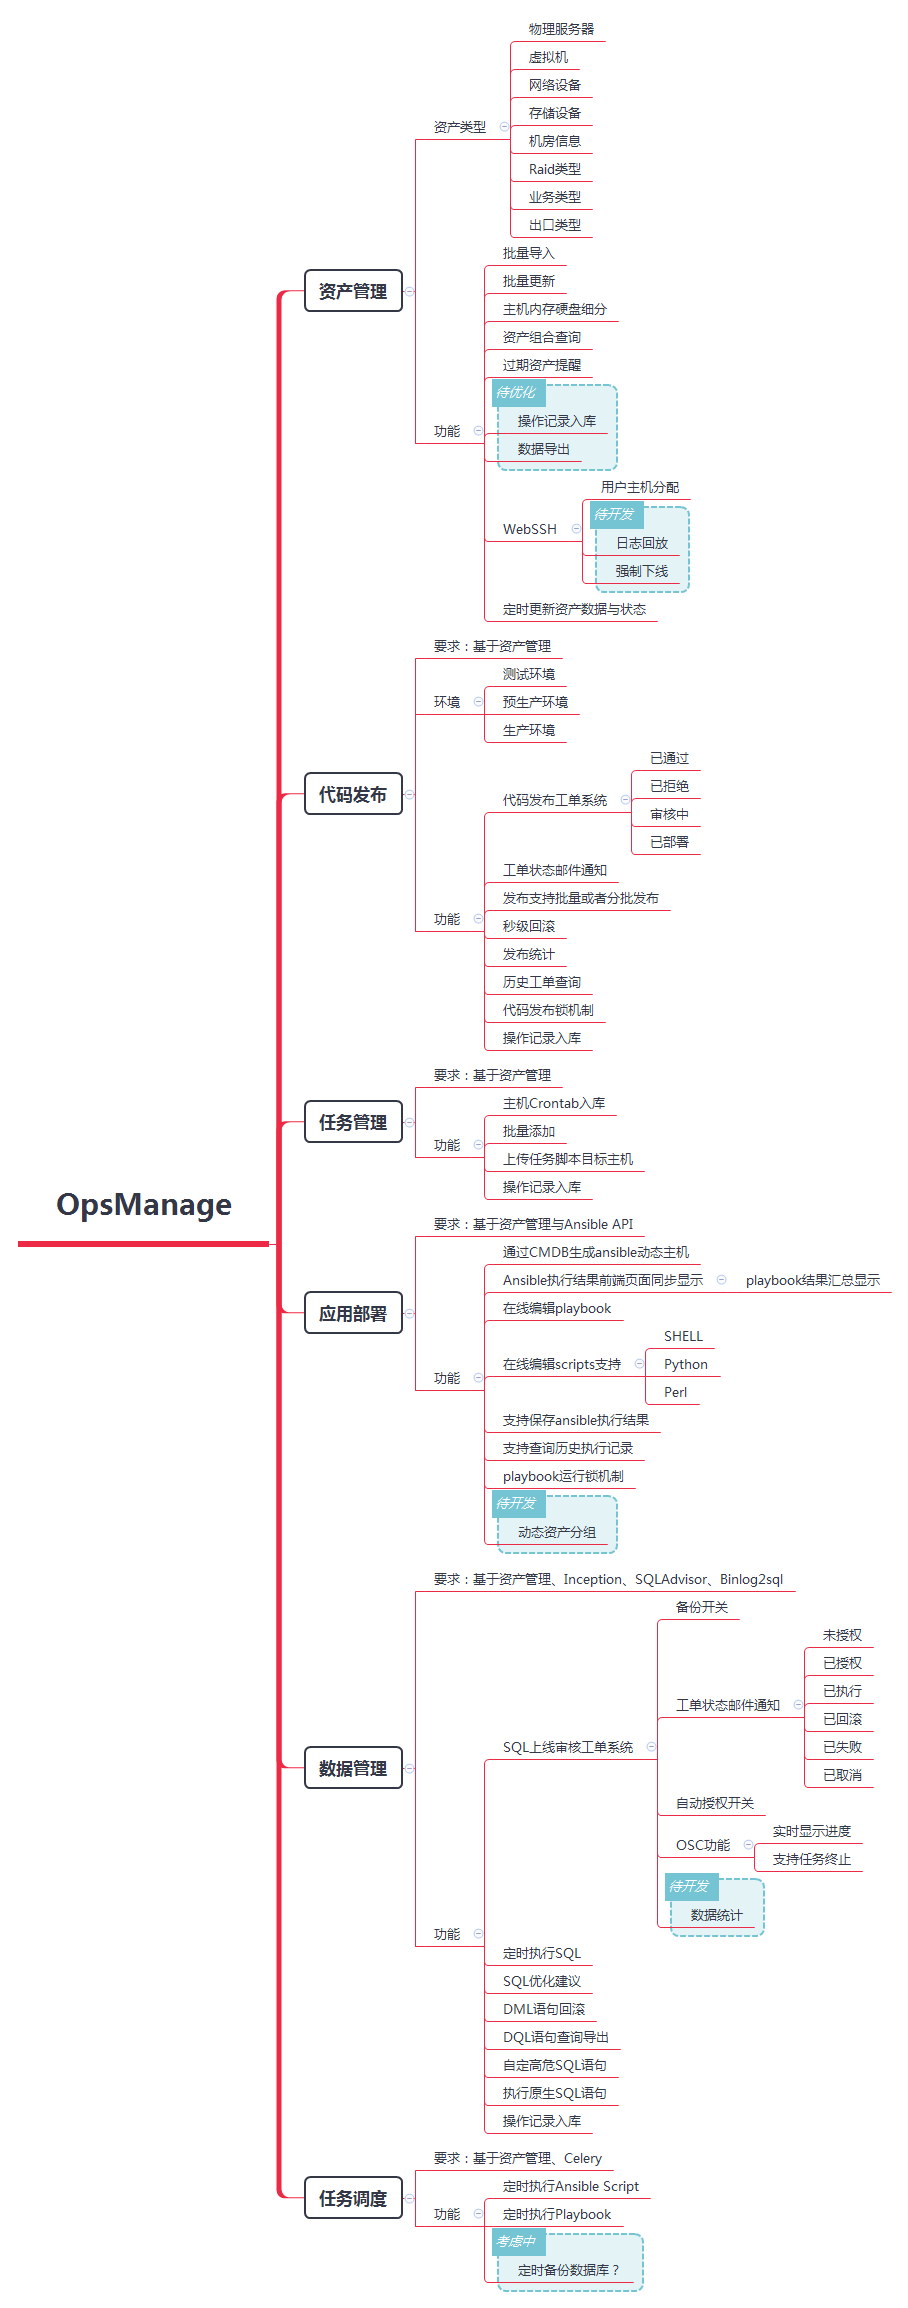 OpsManage
资产管理
资产类型
物理服务器
虚拟机
网络设备
存储设备
机房信息
Raid类型
业务类型
出口类型
功能
批量导入
批量更新
主机内存硬盘细分
资产组合查询
过期资产提醒
待优化
操作记录入库
数据导出
WebSSH
用户主机分配
待开发
日志回放
强制下线
定时更新资产数据与状态
代码发布
要求：基于资产管理
环境
测试环境
预生产环境
生产环境
功能
代码发布工单系统
已通过
已拒绝
审核中
已部署
工单状态邮件通知
发布支持批量或者分批发布
秒级回滚
发布统计
历史工单查询
代码发布锁机制
操作记录入库
任务管理
要求：基于资产管理
功能
主机Crontab入库
批量添加
上传任务脚本目标主机
操作记录入库
应用部署
要求：基于资产管理与Ansible API
功能
通过CMDB生成ansible动态主机
Ansible执行结果前端页面同步显示
playbook结果汇总显示
在线编辑playbook
在线编辑scripts支持
SHELL
Python
Perl
支持保存ansible执行结果
支持查询历史执行记录
playbook运行锁机制
待开发
动态资产分组
数据管理
要求：基于资产管理、Inception、SQLAdvisor、Binlog2sql
功能
SQL上线审核工单系统
备份开关
工单状态邮件通知
未授权
已授权
已执行
已回滚
已失败
已取消
自动授权开关
OSC功能
实时显示进度
支持任务终止
待开发
数据统计
定时执行SQL
SQL优化建议
DML语句回滚
DQL语句查询导出
自定高危SQL语句
执行原生SQL语句
操作记录入库
任务调度
要求：基于资产管理、Celery
功能
定时执行Ansible Script
定时执行Playbook
考虑中
定时备份数据库？